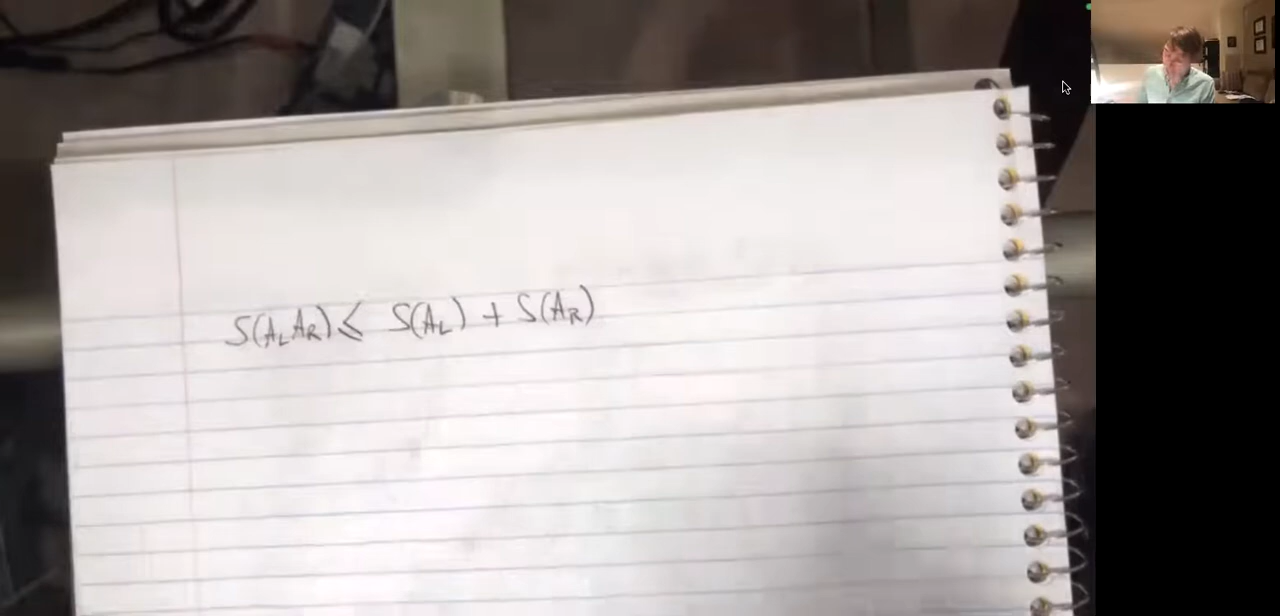 S(A_L A_R) ≤ S(A_L) + S(A_R)